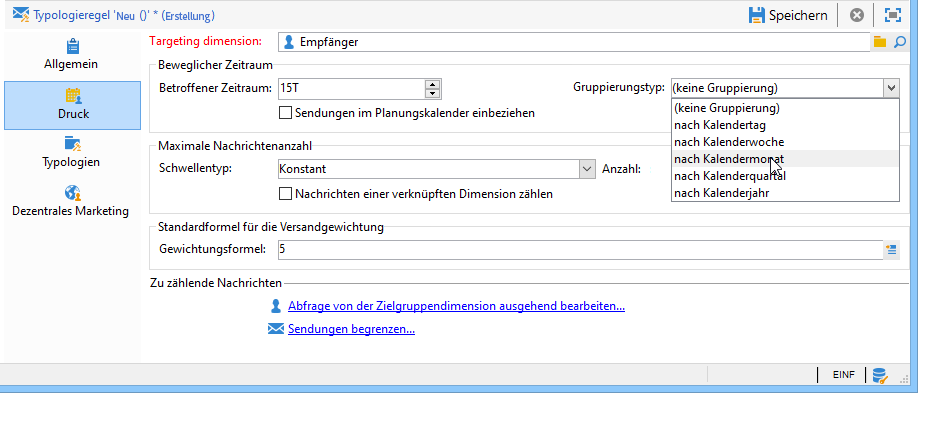 Typologieregel 'Neu ()' * (Erstellung)
Speichern
Allgemein
Druck
Typologien
Dezentrales Marketing
Targeting dimension: Empfänger
Beweglicher Zeitraum
Betroffener Zeitraum: 15T
Gruppierungstyp: (keine Gruppierung)
(keine Gruppierung)
nach Kalendertag
nach Kalenderwoche
nach Kalendermonat
nach Kalenderquartal
nach Kalenderjahr
Sendungen im Planungskalender einbeziehen
Maximale Nachrichtenanzahl
Schwellentyp: Konstant Anzahl:
Nachrichten einer verknüpften Dimension zählen
Standardformel für die Versandgewichtung
Gewichtungsformel: 5
Zu zählende Nachrichten
Abfrage von der Zielgruppendimension ausgehend bearbeiten...
Sendungen begrenzen...
EINF